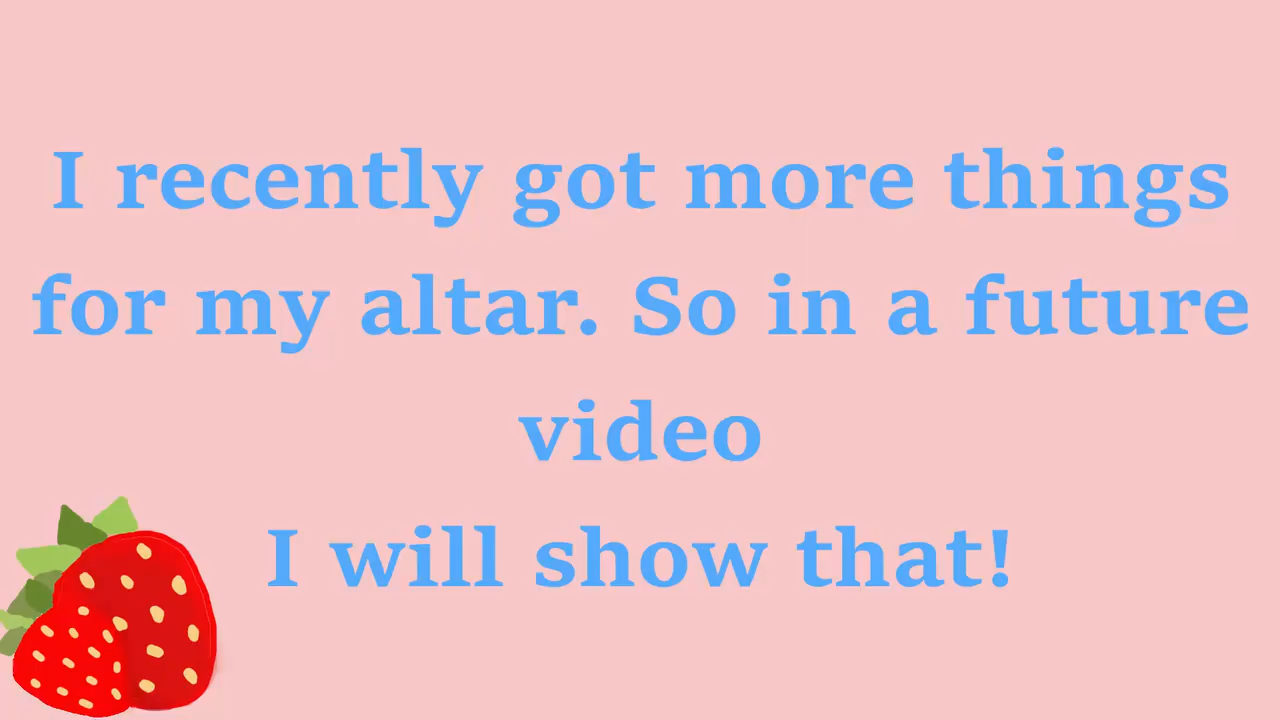 I recently got more things
for my altar. So in a future
video
I will show that!